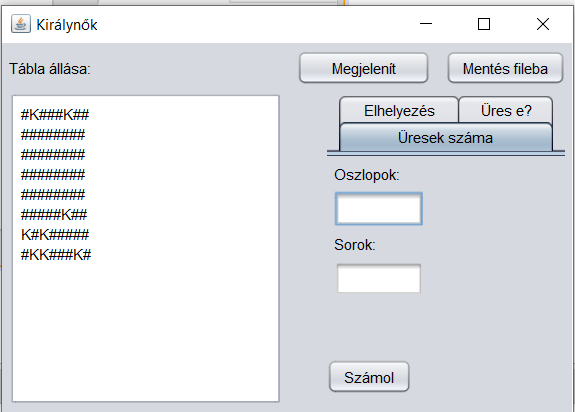 Királynők
Tábla állása:
Megjelenít
Mentés fileba
#K###K##
########
########
########
########
#####K##
K#K#####
#KK###K#
Elhelyezés
Üres e?
Üresek száma
Oszlopok:
Sorok:
Számol